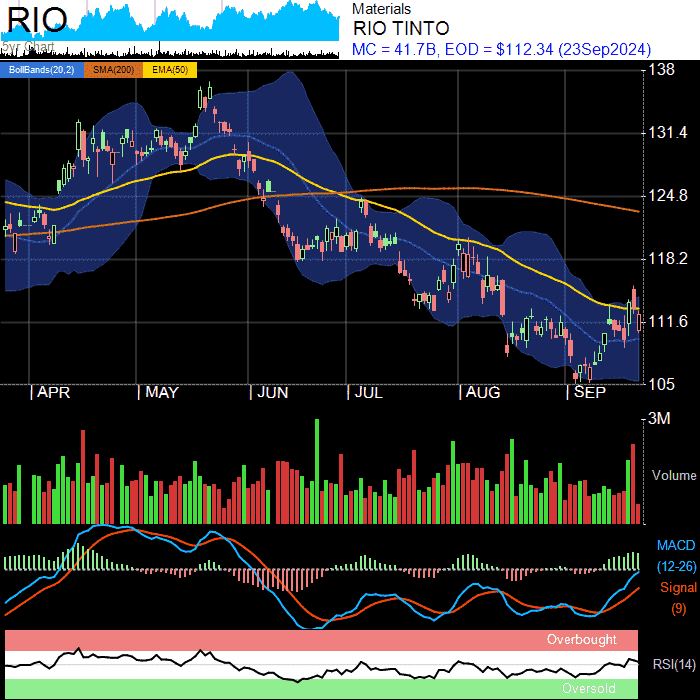 RIO
5yr Chart
Materials
RIO TINTO
MC = 41.7B, EOD = $112.34 (23Sep2024)
BollBands(20,2) SMA(200) EMA(50)
138
131.4
124.8
118.2
111.6
105
APR MAY JUN JUL AUG SEP
3M
Volume
MACD
(12-26)
Signal
(9)
Overbought
RSI(14)
Oversold